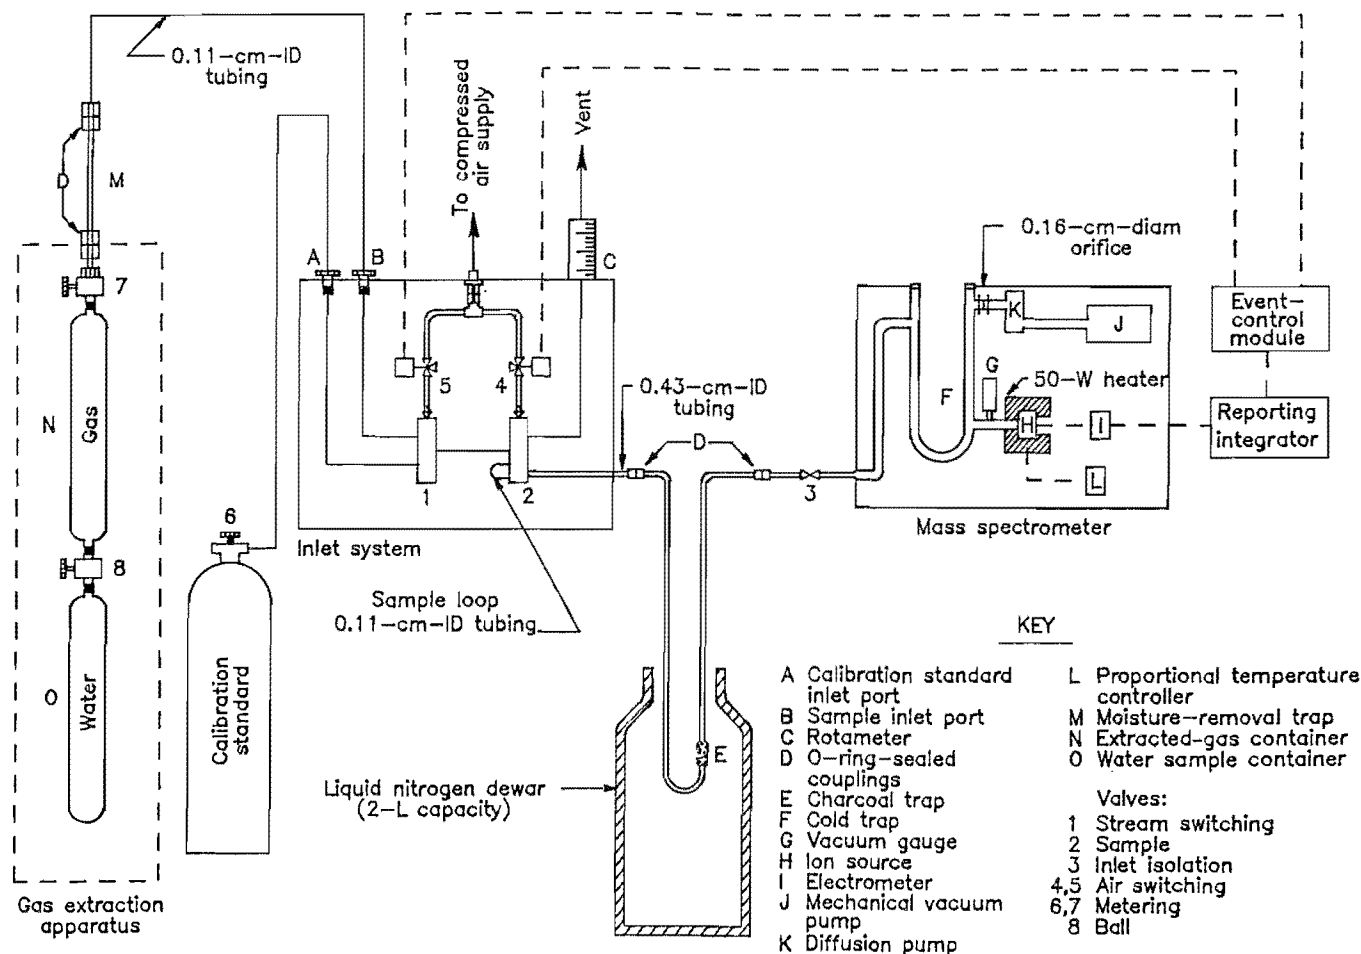 0.11-cm-ID
tubing
To compressed
air supply
Vent
D
M
A
B
C
0.16-cm-diam
orifice
7
K
J
Event-
control
module
5
4
G
50-W heater
0.43-cm-ID
tubing
N
Gas
F
H
I
Reporting
integrator
D
1
2
3
L
6
Mass spectrometer
Inlet system
8
Sample loop
0.11-cm-ID tubing
O
Water
Calibration
standard
E
Liquid nitrogen dewar
(2-L capacity)
Gas extraction
apparatus
KEY
A Calibration standard
inlet port
B Sample inlet port
C Rotameter
D O-ring-sealed
couplings
E Charcoal trap
F Cold trap
G Vacuum gauge
H Ion source
I Electrometer
J Mechanical vacuum
pump
K Diffusion pump
L Proportional temperature
controller
M Moisture-removal trap
N Extracted-gas container
O Water sample container
Valves:
1 Stream switching
2 Sample
3 Inlet isolation
4,5 Air switching
6,7 Metering
8 Ball